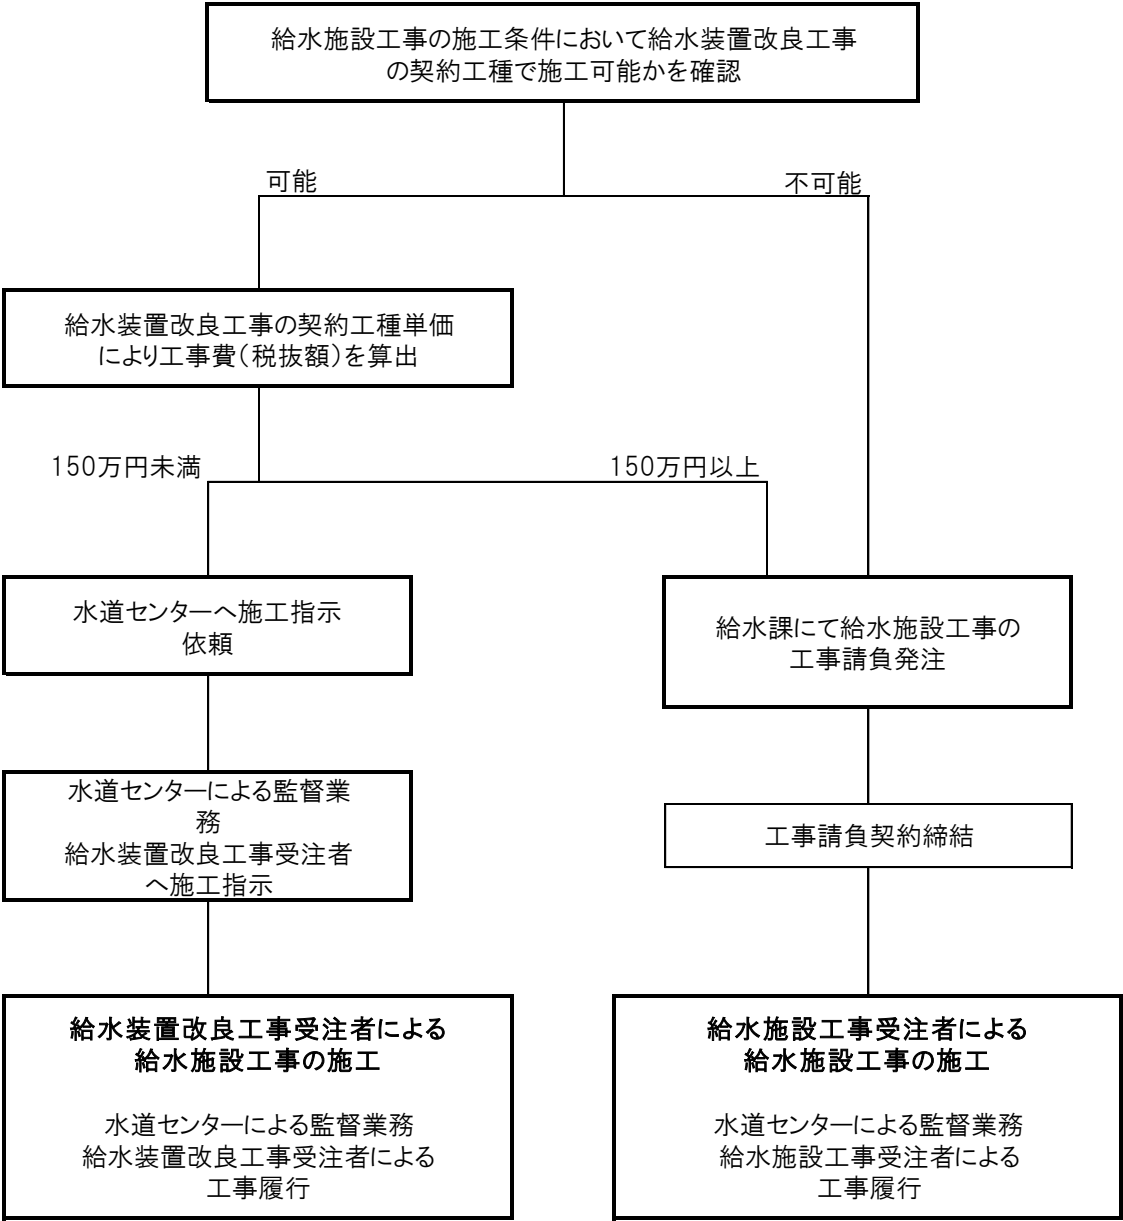 給水施設工事の施工条件において給水装置改良工事
の契約工種で施工可能かを確認
可能
不可能
給水装置改良工事の契約工種単価
により工事費（税抜額）を算出
150万円未満
150万円以上
水道センターへ施工指示
依頼
給水課にて給水施設工事の
工事請負発注
水道センターによる監督業
務
給水装置改良工事受注者
へ施工指示
工事請負契約締結
給水装置改良工事受注者による
給水施設工事の施工
水道センターによる監督業務
給水装置改良工事受注者による
工事履行
給水施設工事受注者による
給水施設工事の施工
水道センターによる監督業務
給水施設工事受注者による
工事履行